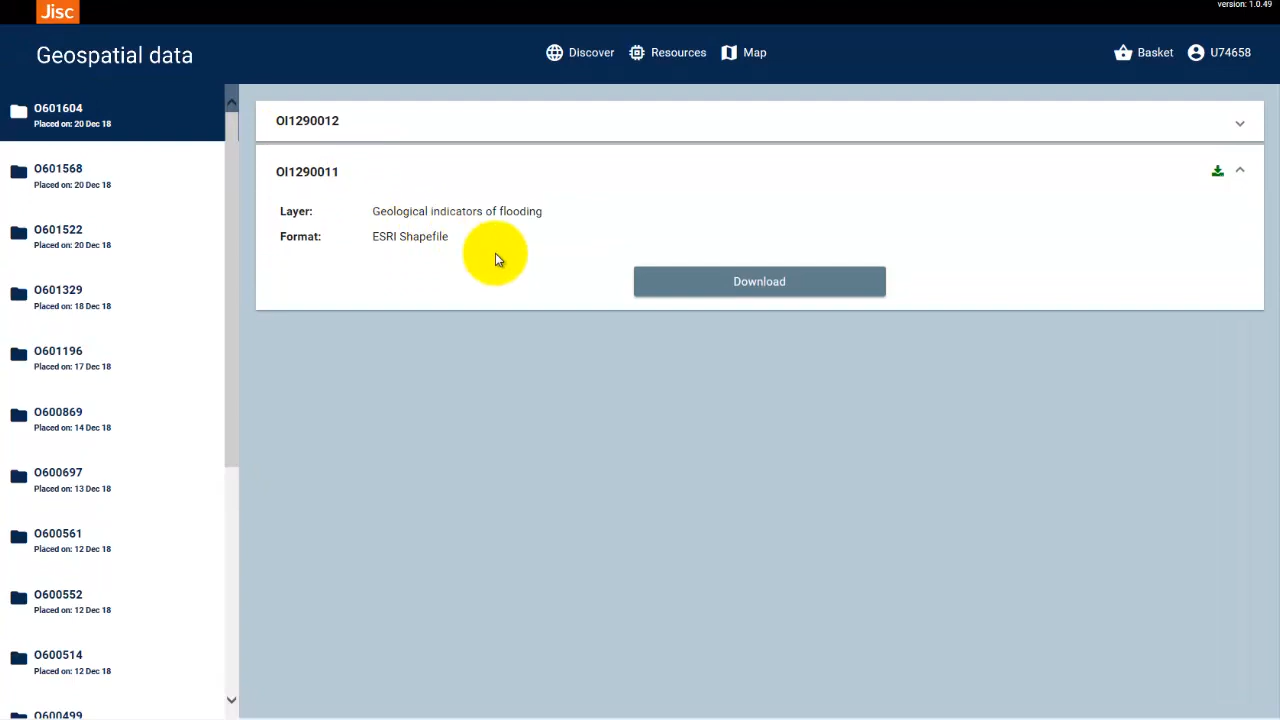 Jisc
version: 1.0.49
Geospatial data
Discover
Resources
Map
Basket
U74658
O601604
Placed on: 20 Dec 18
O601568
Placed on: 20 Dec 18
O601522
Placed on: 20 Dec 18
O601329
Placed on: 18 Dec 18
O601196
Placed on: 17 Dec 18
O600869
Placed on: 14 Dec 18
O600697
Placed on: 13 Dec 18
O600561
Placed on: 12 Dec 18
O600552
Placed on: 12 Dec 18
O600514
Placed on: 12 Dec 18
O600499
OI1290012
OI1290011
Layer: Geological indicators of flooding
Format: ESRI Shapefile
Download